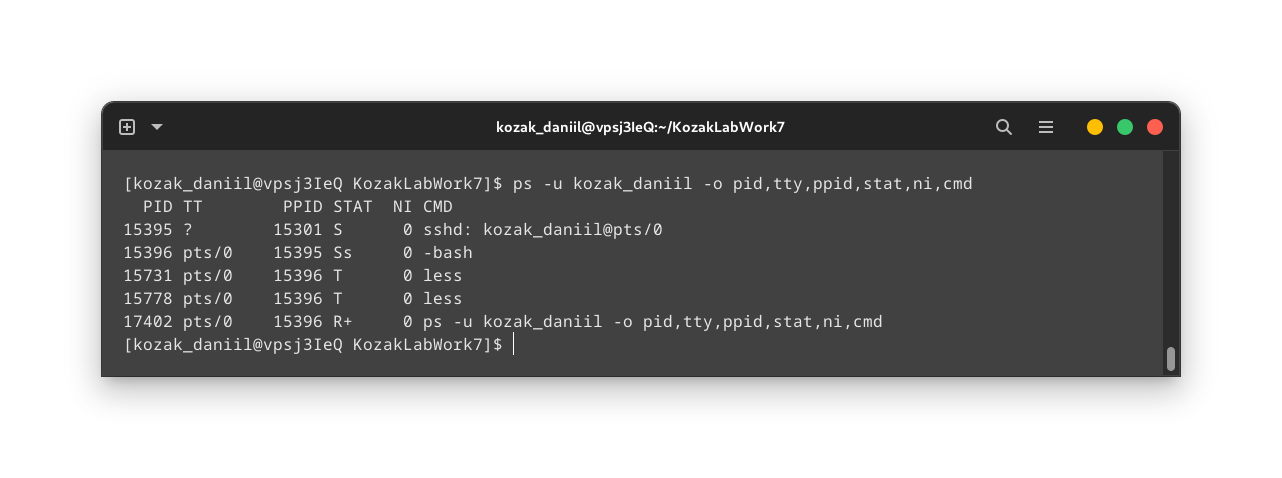 kozak_daniil@vpsj3IeQ:~/KozakLabWork7
[kozak_daniil@vpsj3IeQ KozakLabWork7]$ ps -u kozak_daniil -o pid,tty,ppid,stat,ni,cmd
  PID TT        PPID STAT  NI CMD
15395 ?        15301 S      0 sshd: kozak_daniil@pts/0
15396 pts/0    15395 Ss     0 -bash
15731 pts/0    15396 T      0 less
15778 pts/0    15396 T      0 less
17402 pts/0    15396 R+     0 ps -u kozak_daniil -o pid,tty,ppid,stat,ni,cmd
[kozak_daniil@vpsj3IeQ KozakLabWork7]$